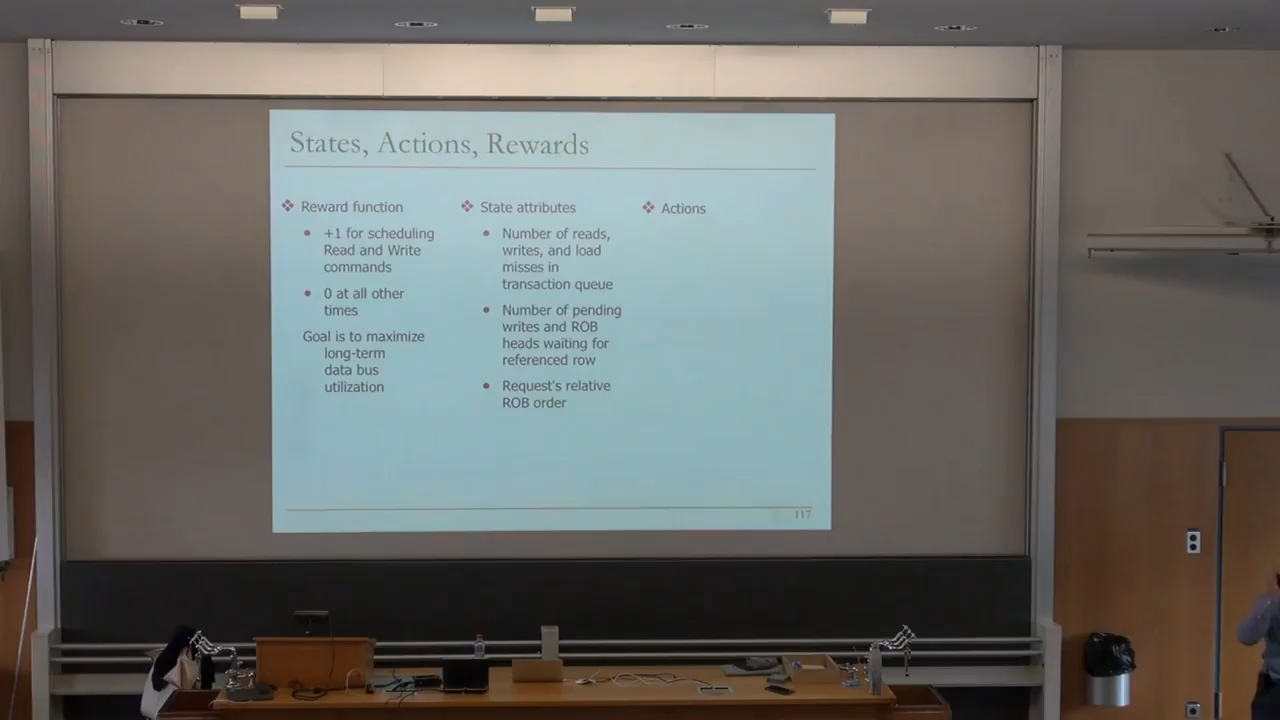 States, Actions, Rewards
❖ Reward function
• +1 for scheduling
Read and Write
commands
• 0 at all other
times
Goal is to maximize
long-term
data bus
utilization
❖ State attributes
• Number of reads,
writes, and load
misses in
transaction queue
• Number of pending
writes and ROB
heads waiting for
referenced row
• Request's relative
ROB order
❖ Actions
117